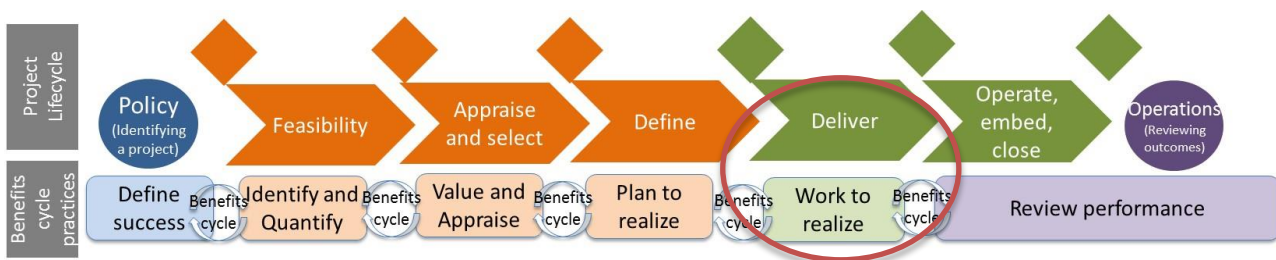 Project
Lifecycle
Policy
(Identifying
a project)
Feasibility
Appraise
and select
Define
Deliver
Operate,
embed,
close
Operations
(Reviewing
outcomes)
Benefits
cycle
practices
Define
success
Benefits
cycle
Identify and
Quantify
Benefits
cycle
Value and
Appraise
Benefits
cycle
Plan to
realize
Benefits
cycle
Work to
realize
Benefits
cycle
Review performance